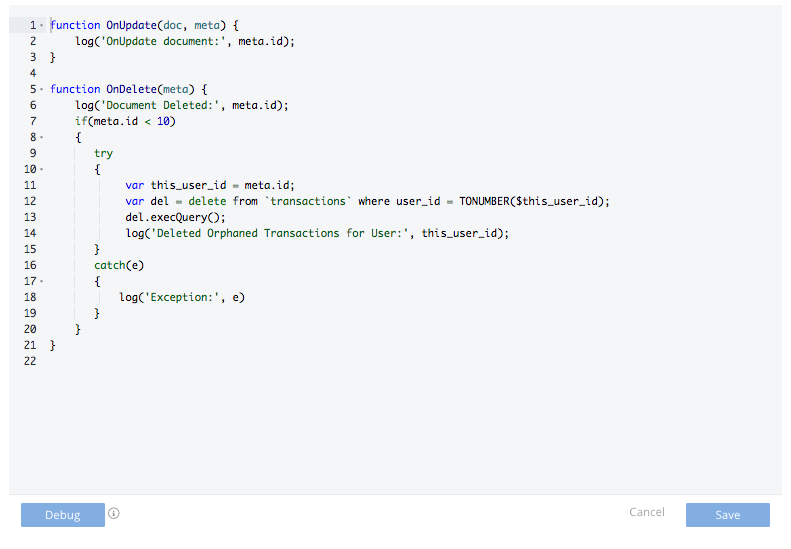 1 function OnUpdate(doc, meta) {
2     log('OnUpdate document:', meta.id);
3 }
4
5 function OnDelete(meta) {
6     log('Document Deleted:', meta.id);
7     if(meta.id < 10)
8     {
9        try
10        {
11             var this_user_id = meta.id;
12             var del = delete from `transactions` where user_id = TONUMBER($this_user_id);
13             del.execQuery();
14             log('Deleted Orphaned Transactions for User:', this_user_id);
15        }
16        catch(e)
17        {
18            log('Exception:', e)
19        }
20     }
21 }
22
Debug Cancel Save